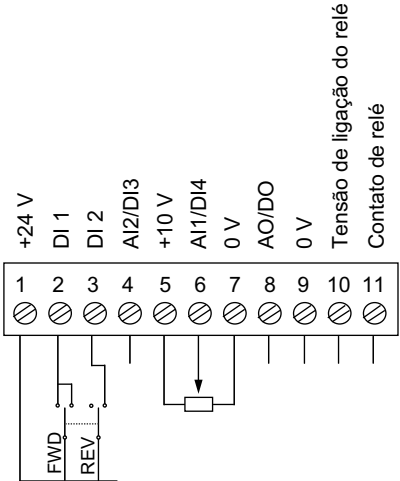 +24 V
DI 1
DI 2
AI2/DI3
+10 V
AI1/DI4
0 V
AO/DO
0 V
Tensão de ligação do relé
Contato de relé
1 2 3 4 5 6 7 8 9 10 11
FWD
REV